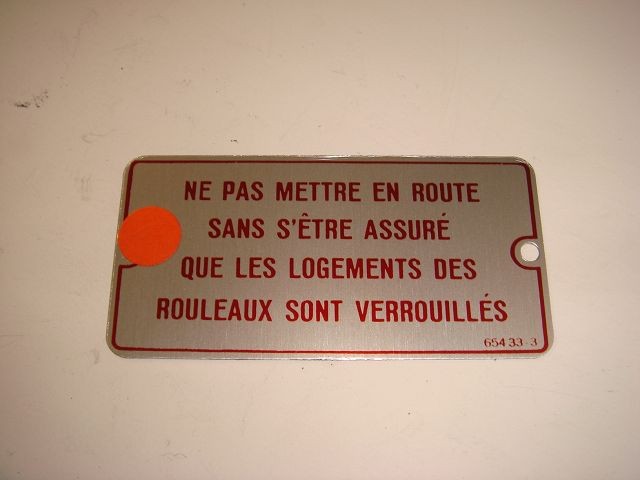 NE PAS METTRE EN ROUTE
SANS S'ÊTRE ASSURÉ
QUE LES LOGEMENTS DES
ROULEAUX SONT VERROUILLÉS
654 33-3